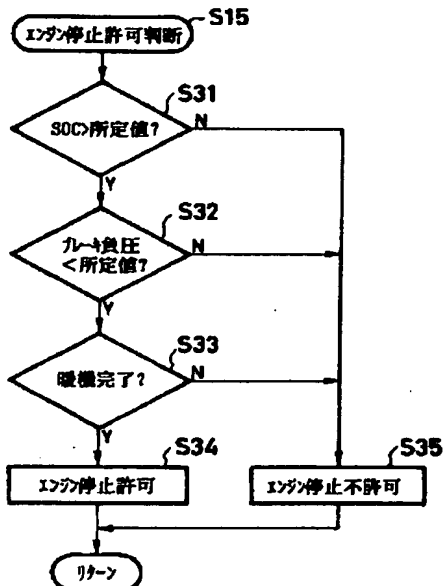 エンジン停止許可判断
S15
S31
SOC>所定値?
N
Y
S32
ブレーキ負圧
<所定値?
N
Y
S33
暖機完了?
N
Y
S34
エンジン停止許可
S35
エンジン停止不許可
リターン